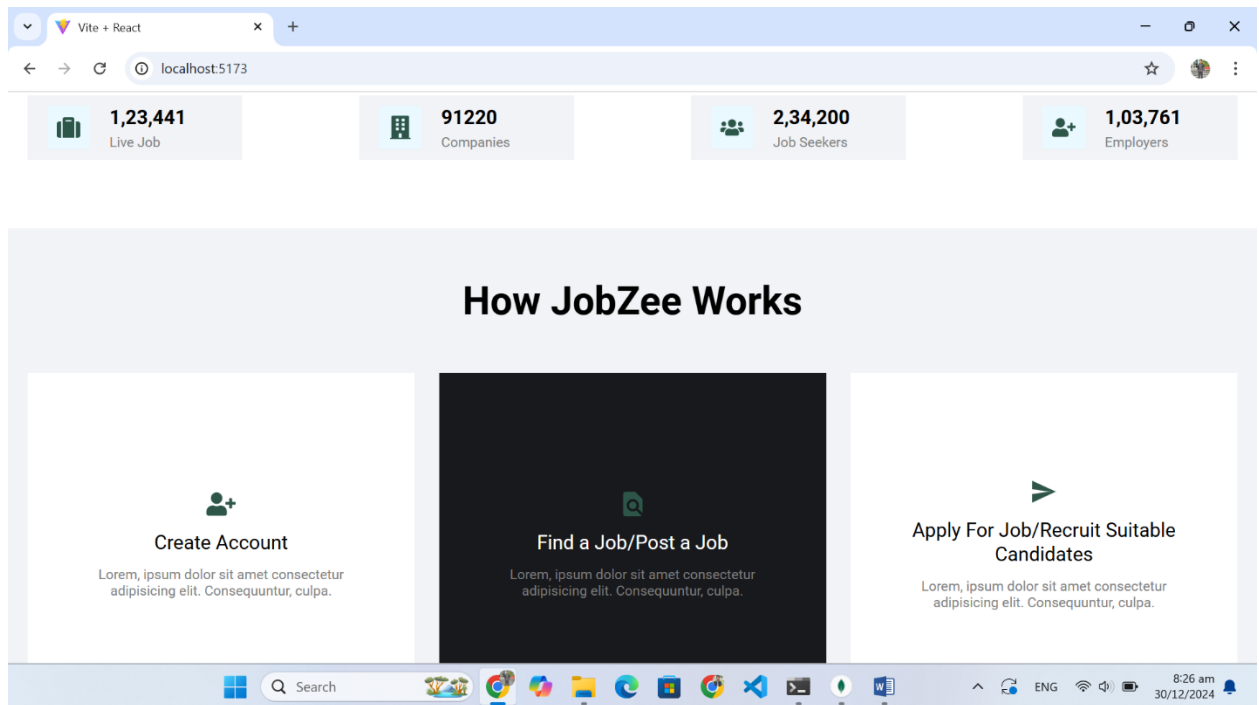 Vite + React
localhost:5173
1,23,441
Live Job
91220
Companies
2,34,200
Job Seekers
1,03,761
Employers
How JobZee Works
Create Account
Lorem, ipsum dolor sit amet consectetur
adipisicing elit. Consequuntur, culpa.
Find a Job/Post a Job
Lorem, ipsum dolor sit amet consectetur
adipisicing elit. Consequuntur, culpa.
Apply For Job/Recruit Suitable
Candidates
Lorem, ipsum dolor sit amet consectetur
adipisicing elit. Consequuntur, culpa.
Search
ENG
8:26 am
30/12/2024